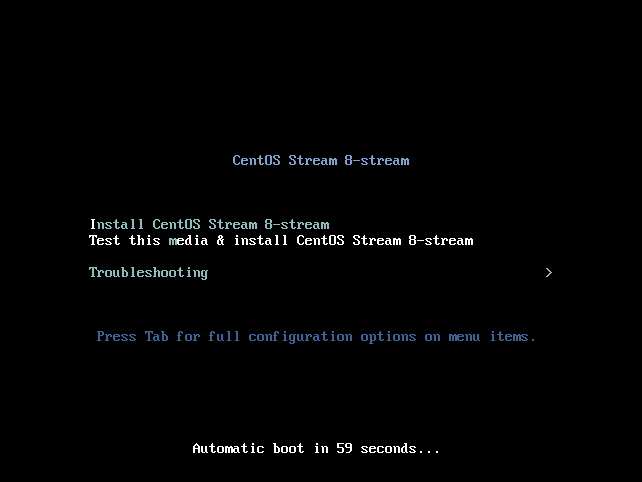 CentOS Stream 8-stream
Install CentOS Stream 8-stream
Test this media & install CentOS Stream 8-stream
Troubleshooting >
Press Tab for full configuration options on menu items.
Automatic boot in 59 seconds...